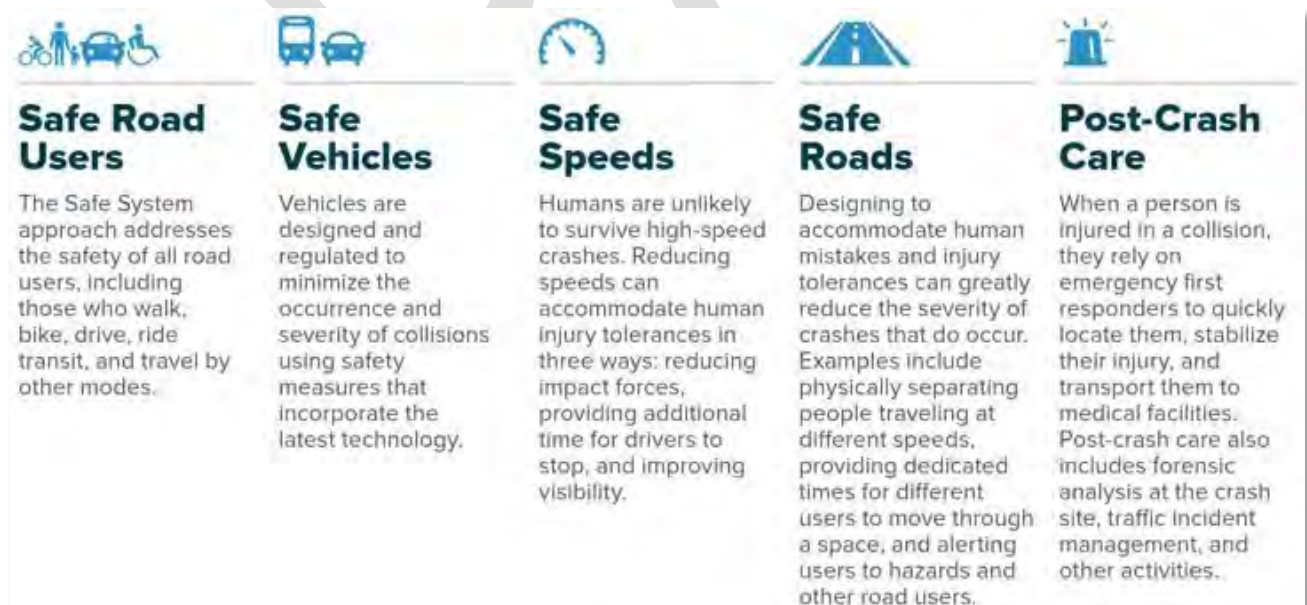 Safe Road
Users
The Safe System
approach addresses
the safety of all road
users, including
those who walk,
bike, drive, ride
transit, and travel by
other modes.
Safe
Vehicles
Vehicles are
designed and
regulated to
minimize the
occurrence and
severity of collisions
using safety
measures that
incorporate the
latest technology.
Safe
Speeds
Humans are unlikely
to survive high-speed
crashes. Reducing
speeds can
accommodate human
injury tolerances in
three ways: reducing
impact forces,
providing additional
time for drivers to
stop, and improving
visibility.
Safe
Roads
Designing to
accommodate human
mistakes and injury
tolerances can greatly
reduce the severity of
crashes that do occur.
Examples include
physically separating
people traveling at
different speeds,
providing dedicated
times for different
users to move through
a space, and alerting
users to hazards and
other road users.
Post-Crash
Care
When a person is
injured in a collision,
they rely on
emergency first
responders to quickly
locate them, stabilize
their injury, and
transport them to
medical facilities.
Post-crash care also
includes forensic
analysis at the crash
site, traffic incident
management, and
other activities.